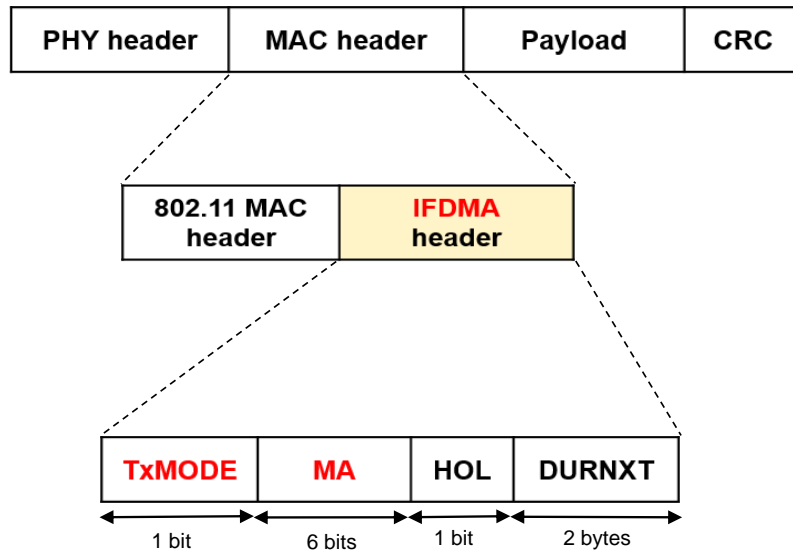 PHY header MAC header Payload CRC
802.11 MAC IFDMA
header header
TxMODE MA HOL DURNXT
1 bit 6 bits 1 bit 2 bytes